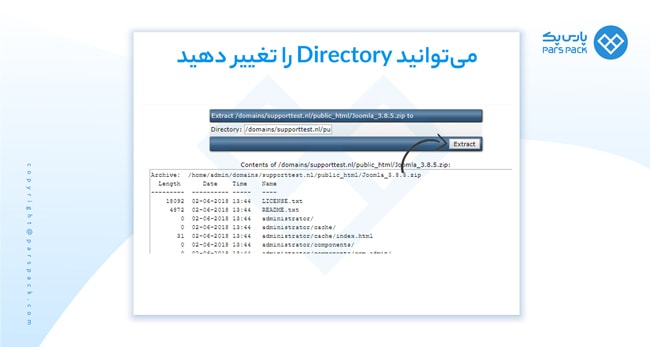 می‌توانید Directory را تغییر دهید
پارس پک
PARS PACK
Extract /domains/supporttest.nl/public_html/Joomla_3.8.5.zip to
Directory: /domains/supporttest.nl/pu
Extract
Contents of /domains/supporttest.nl/public_html/Joomla_3.8.5.zip:
Archive: /home/admin/domains/supporttest.nl/public_html/Joomla_3.8.5.zip
Length Date Time Name
--------- ---------- ----- ----
18092 02-06-2018 13:44 LICENSE.txt
4872 02-06-2018 13:44 README.txt
0 02-06-2018 13:44 administrator/
0 02-06-2018 13:44 administrator/cache/
31 02-06-2018 13:44 administrator/cache/index.html
0 02-06-2018 13:44 administrator/components/
copyright@parspack.com